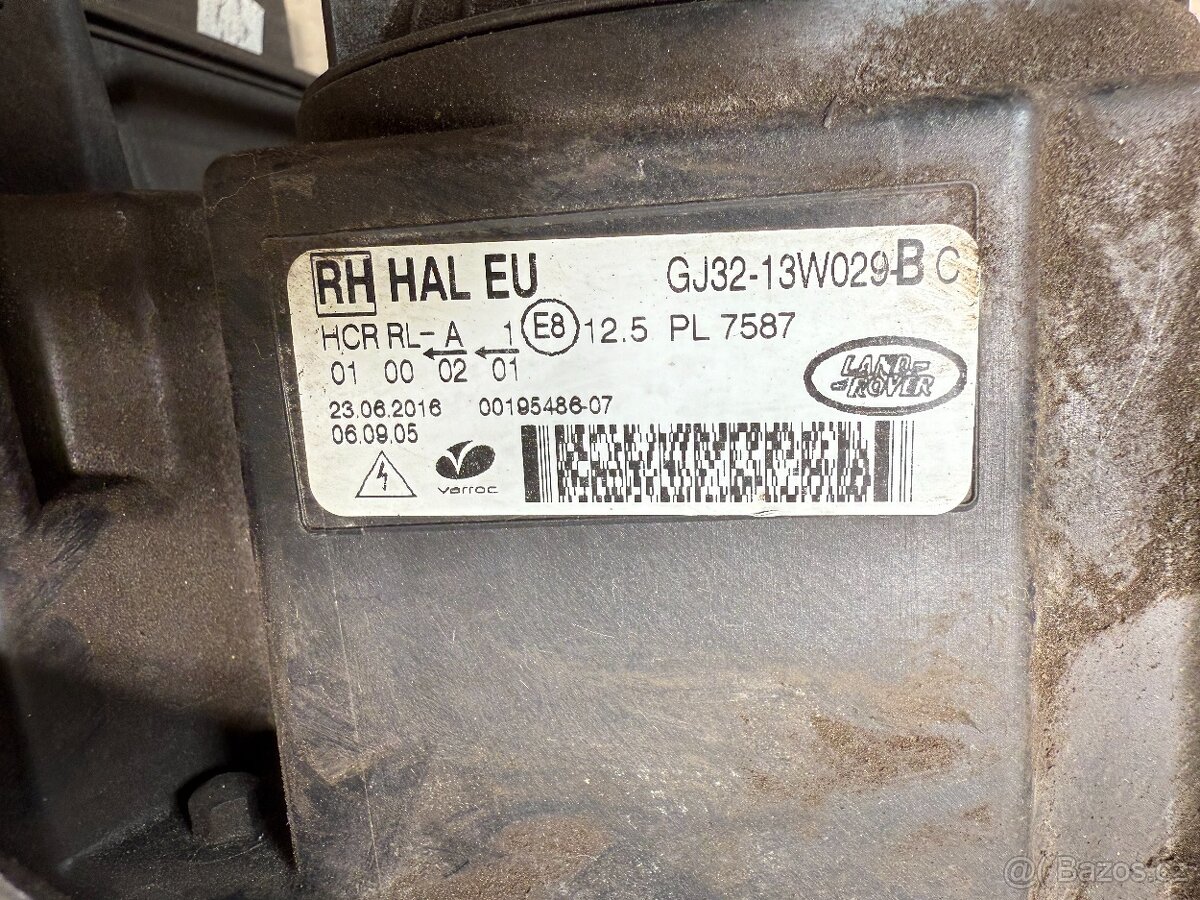 RH HAL EU GJ32-13W029-B C
HCR RL- A 1 E8 12.5 PL 7587
01 00 02 01
LAND-
-ROVER
23.06.2016 00195486-07
06.09.05
varroc
@ Bazos.cz